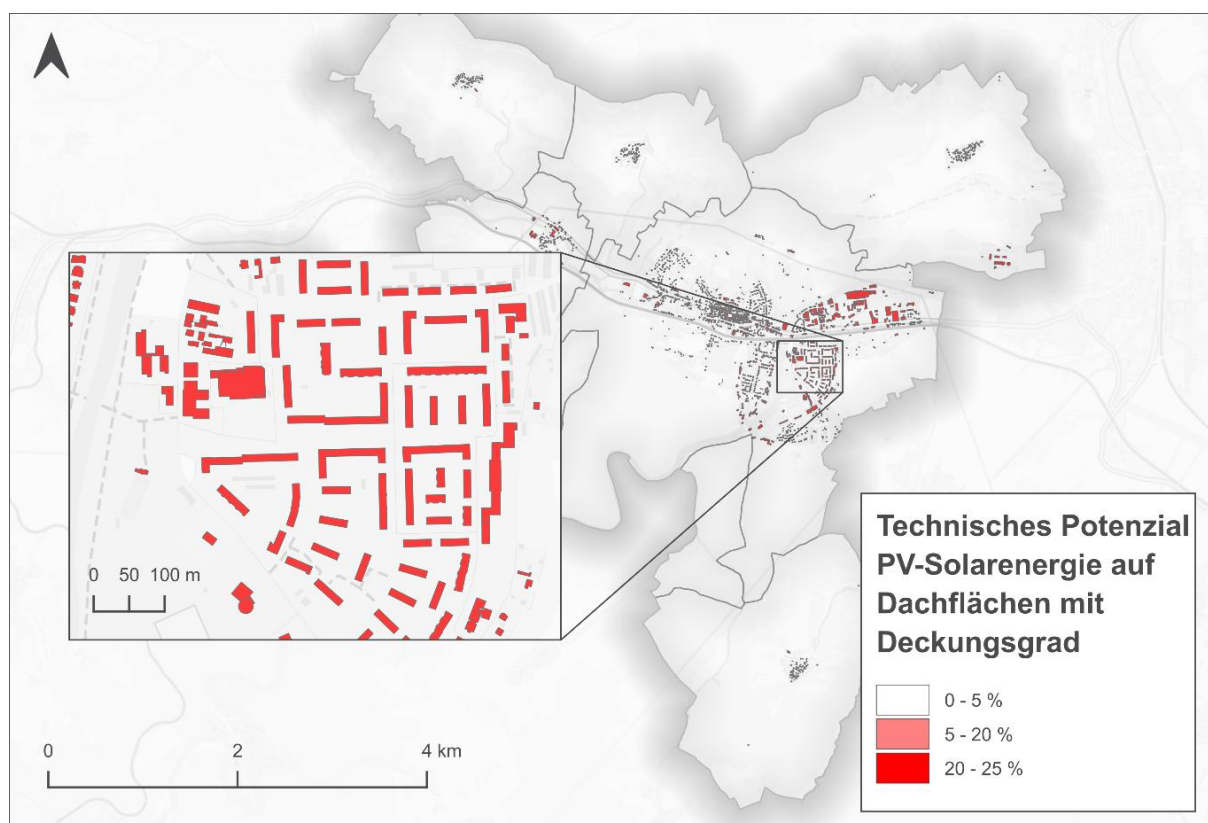 0 50 100 m
0 2 4 km
Technisches Potenzial
PV-Solarenergie auf
Dachflächen mit
Deckungsgrad
0 - 5 %
5 - 20 %
20 - 25 %